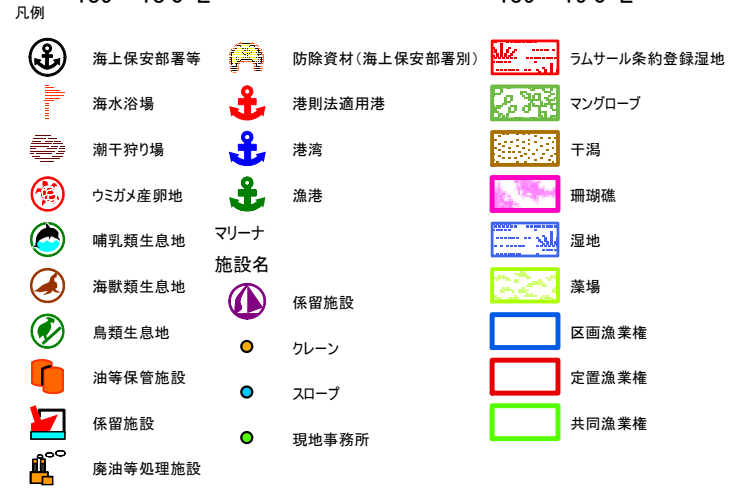 凡例
海上保安部署等
海水浴場
潮干狩り場
ウミガメ産卵地
哺乳類生息地
海獣類生息地
鳥類生息地
油等保管施設
係留施設
廃油等処理施設
防除資材(海上保安部署別)
港則法適用港
港湾
漁港
マリーナ
施設名
係留施設
クレーン
スロープ
現地事務所
ラムサール条約登録湿地
マングローブ
干潟
珊瑚礁
湿地
藻場
区画漁業権
定置漁業権
共同漁業権